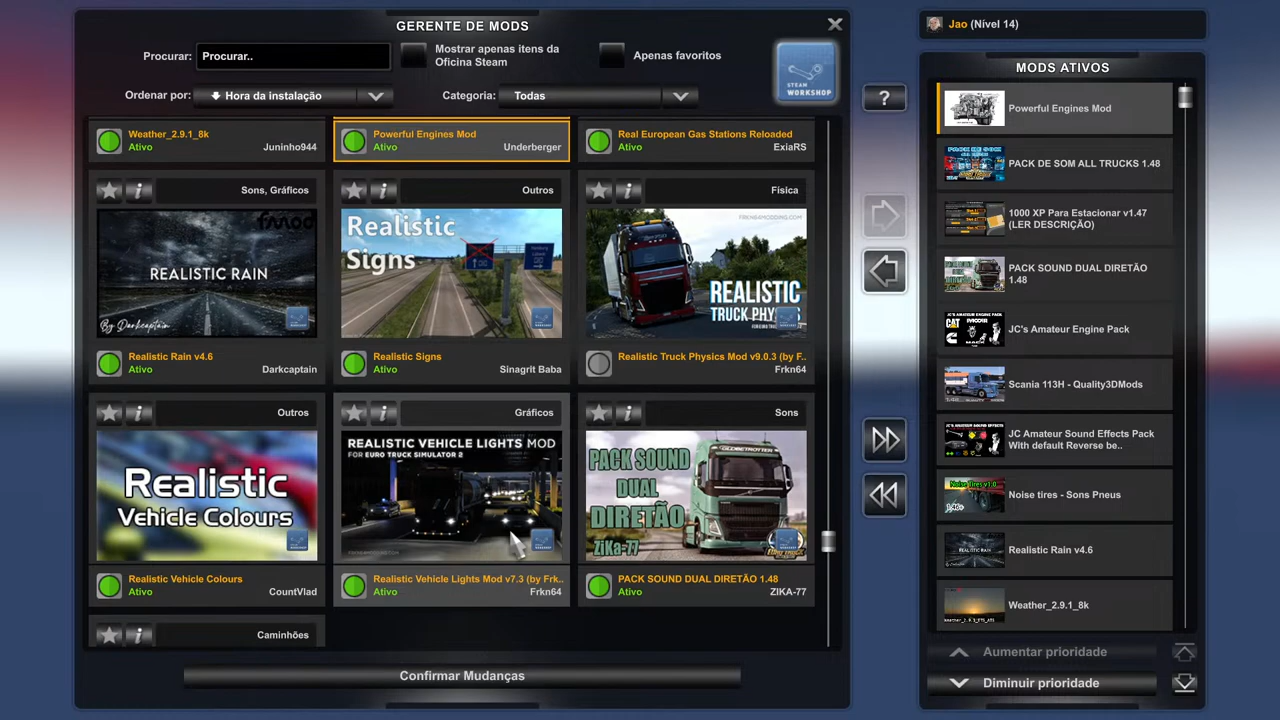 GERENTE DE MODS
Procurar:
Procurar..
Mostrar apenas itens da
Oficina Steam
Apenas favoritos
STEAM
WORKSHOP
Ordenar por:
Hora da instalação
Categoria:
Todas
Weather_2.9.1_8k
Ativo
Juninho944
Powerful Engines Mod
Ativo
Underberger
Real European Gas Stations Reloaded
Ativo
ExiaRS
Sons, Gráficos
REALISTIC RAIN
By Darkcaptain
Realistic Rain v4.6
Ativo
Darkcaptain
Outros
Realistic
Signs
Realistic Signs
Ativo
Sinagrit Baba
Física
FRKN64MODDING.COM
REALISTIC
TRUCK PHYSICS
Realistic Truck Physics Mod v9.0.3 (by F..
Frkn64
Outros
Realistic
Vehicle Colours
Realistic Vehicle Colours
Ativo
CountVlad
Gráficos
REALISTIC VEHICLE LIGHTS MOD
FOR EURO TRUCK SIMULATOR 2
Realistic Vehicle Lights Mod v7.3 (by Frk..
Ativo
Frkn64
Sons
PACK SOUND
DUAL
DIRETÃO
ZiKa-77
GLOBETROTTER
PACK SOUND DUAL DIRETÃO 1.48
Ativo
ZIKA-77
Caminhões
Confirmar Mudanças
?
Jao (Nível 14)
MODS ATIVOS
Powerful Engines Mod
PACK DE SOM ALL TRUCKS 1.48
1000 XP Para Estacionar v1.47
(LER DESCRIÇÃO)
PACK SOUND DUAL DIRETÃO
1.48
JC's Amateur Engine Pack
Scania 113H - Quality3DMods
JC Amateur Sound Effects Pack
With default Reverse be..
Noise tires - Sons Pneus
Realistic Rain v4.6
Weather_2.9.1_8k
Aumentar prioridade
Diminuir prioridade